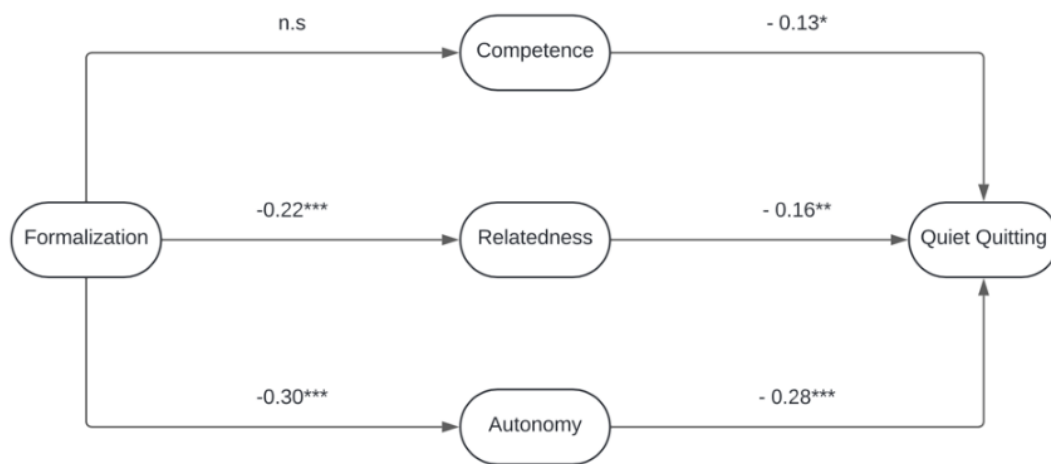 n.s
- 0.13*
Competence
-0.22***
- 0.16**
Formalization
Relatedness
Quiet Quitting
-0.30***
- 0.28***
Autonomy